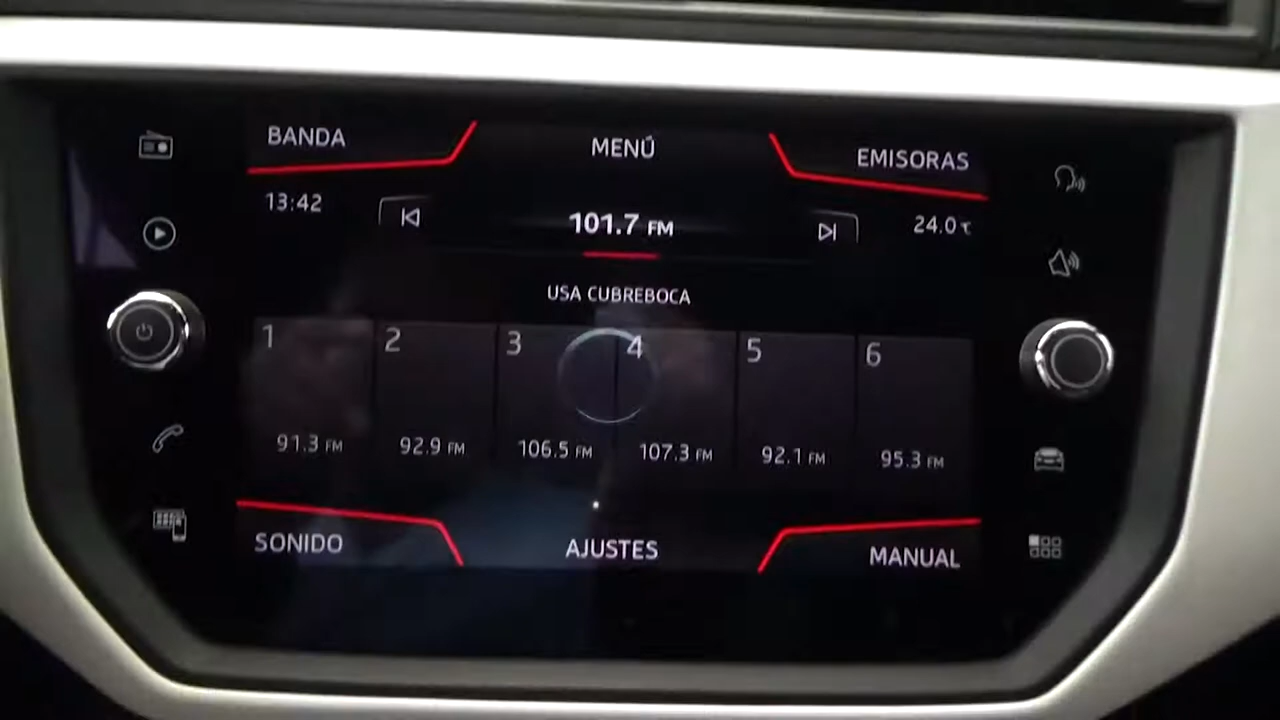 BANDA
MENÚ
EMISORAS
13:42
101.7 FM
24.0 ℃
USA CUBREBOCA
1 2 3 4 5 6
91.3 FM 92.9 FM 106.5 FM 107.3 FM 92.1 FM 95.3 FM
SONIDO
AJUSTES
MANUAL